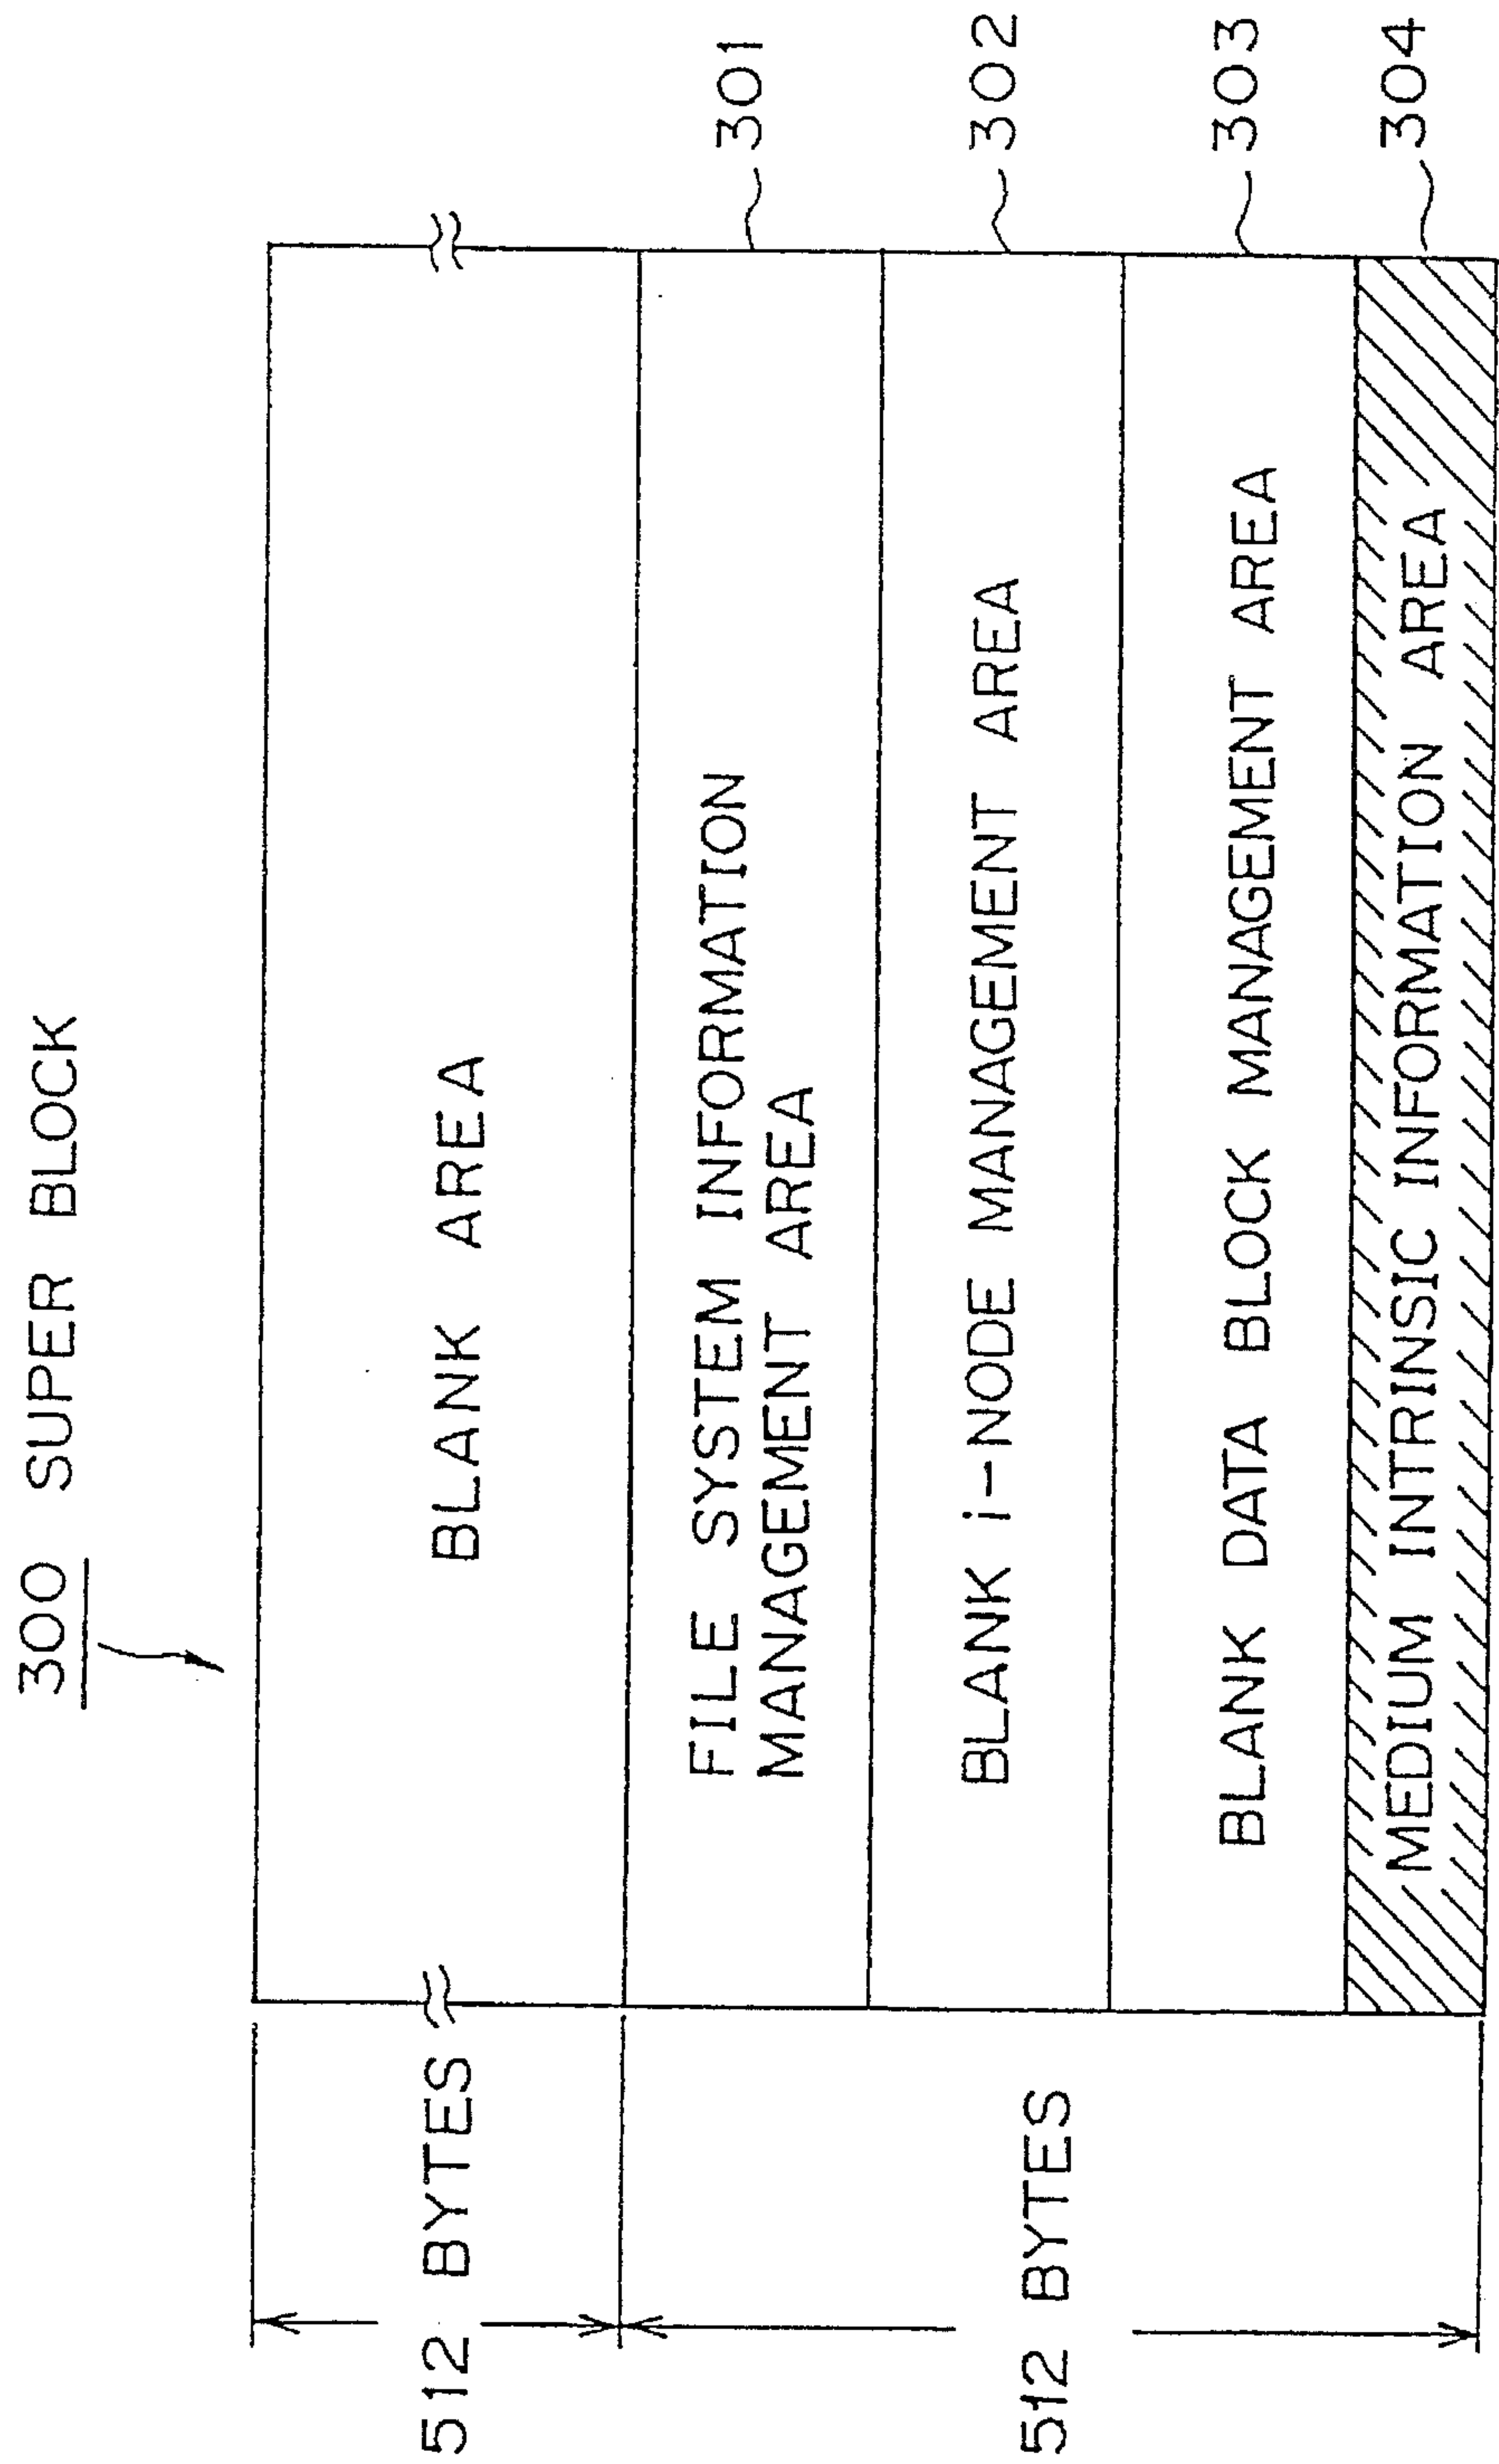 300 SUPER BLOCK
512 BYTES
BLANK AREA
512 BYTES
FILE SYSTEM INFORMATION
MANAGEMENT AREA
301
BLANK i-NODE MANAGEMENT AREA
302
BLANK DATA BLOCK MANAGEMENT AREA
303
MEDIUM INTRINSIC INFORMATION AREA
304